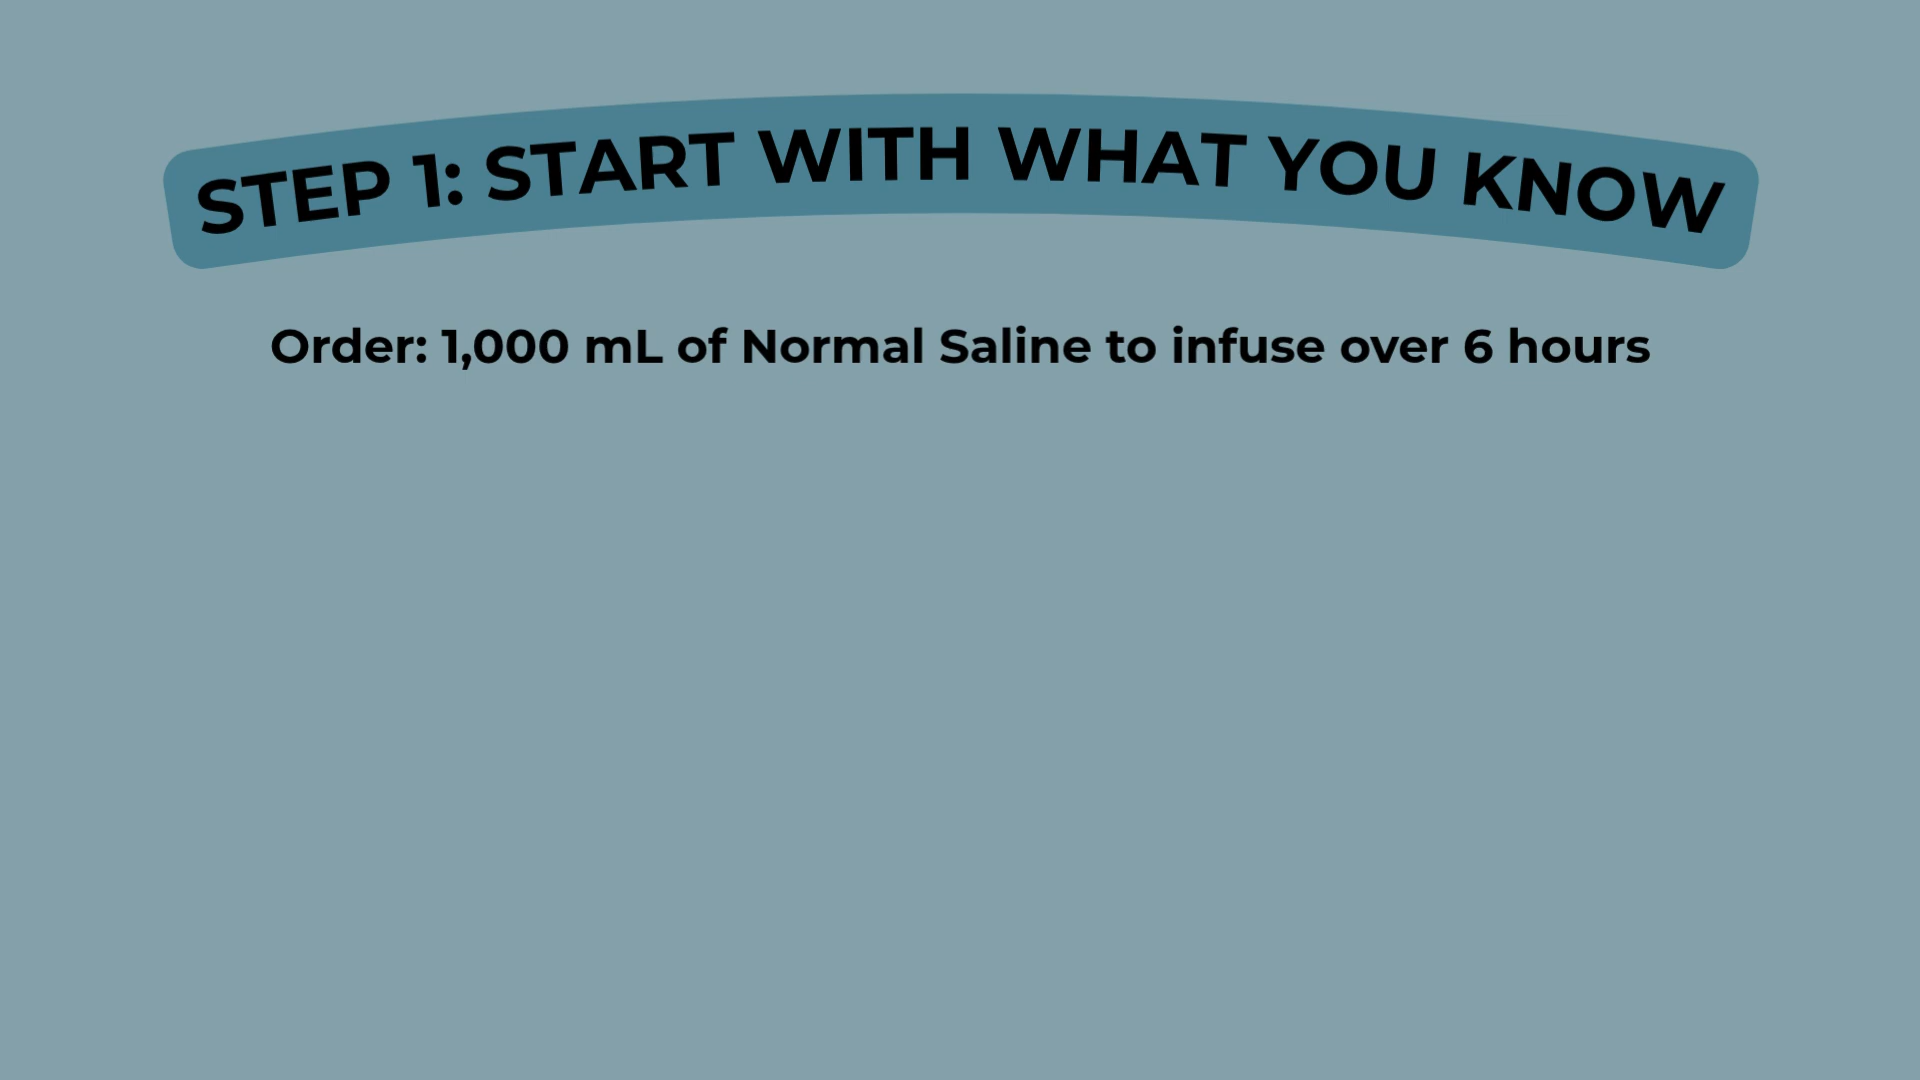 STEP 1: START WITH WHAT YOU KNOW
Order: 1,000 mL of Normal Saline to infuse over 6 hours